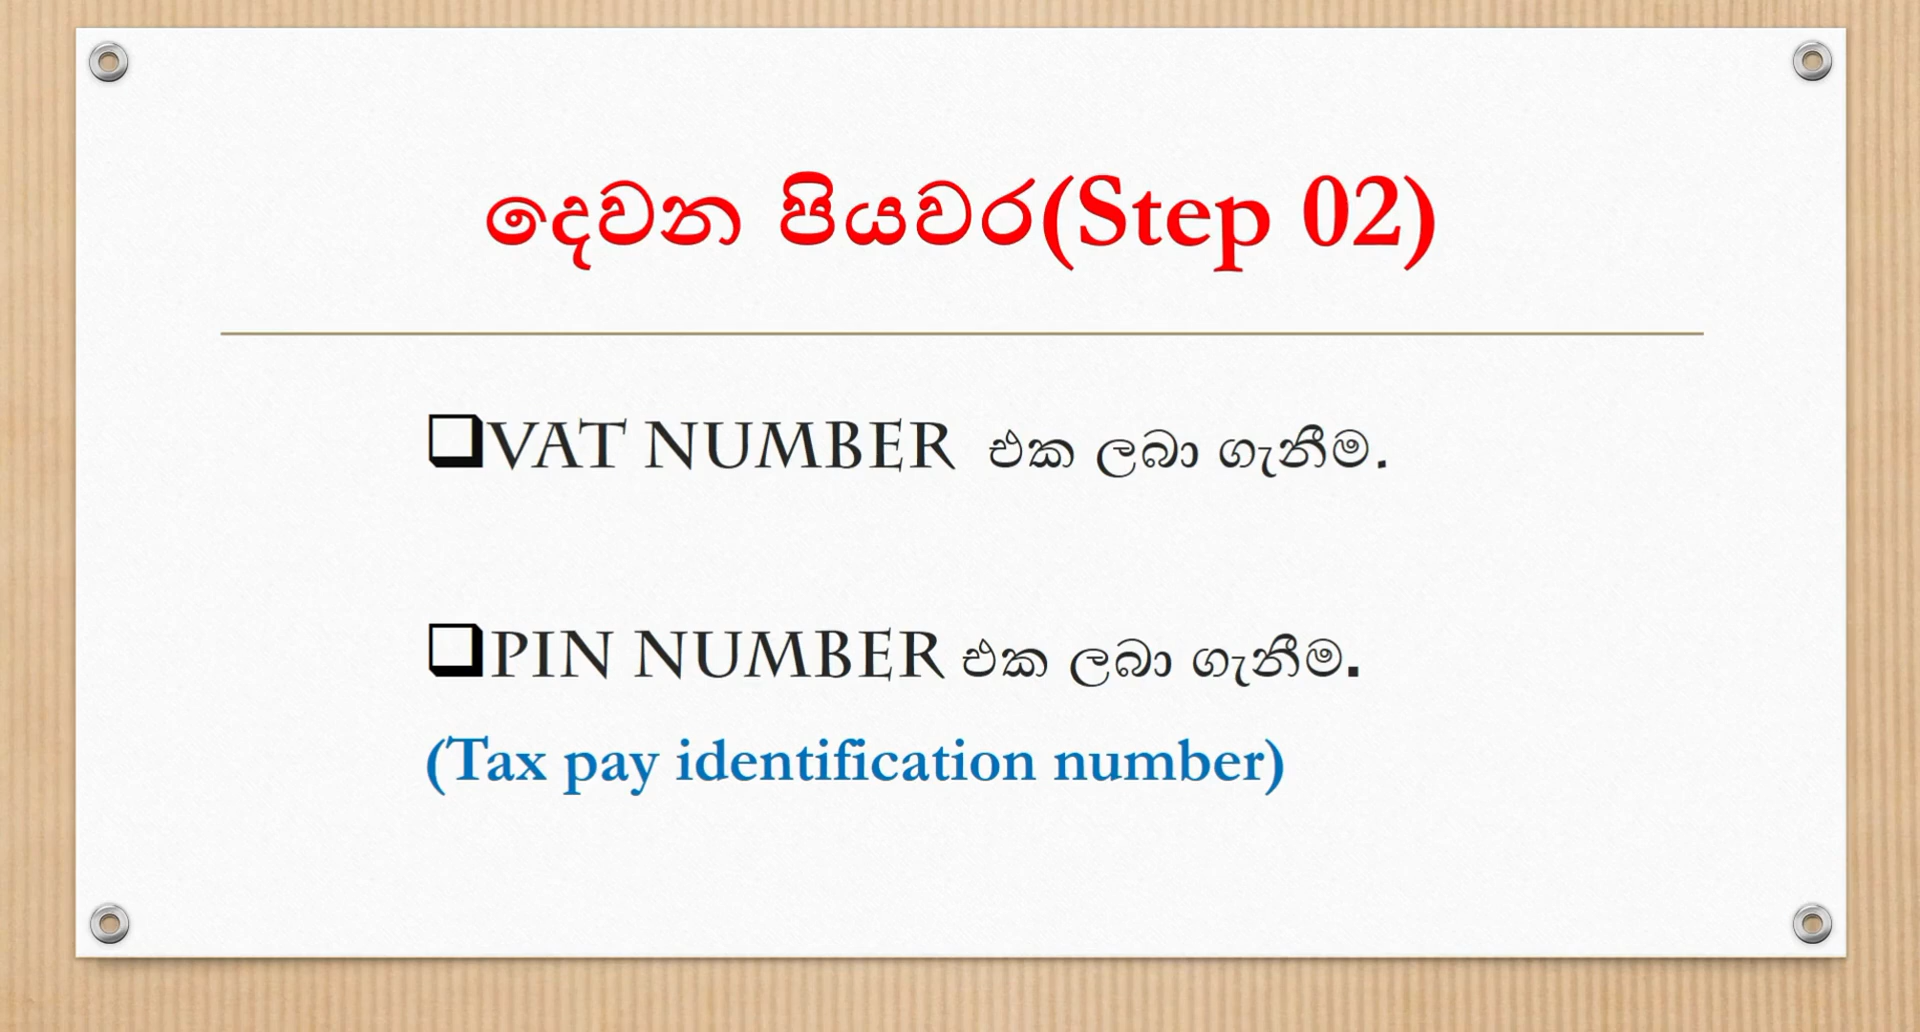 දෙවන පියවර(Step 02)
VAT NUMBER එක ලබා ගැනීම.
PIN NUMBER එක ලබා ගැනීම.
(Tax pay identification number)